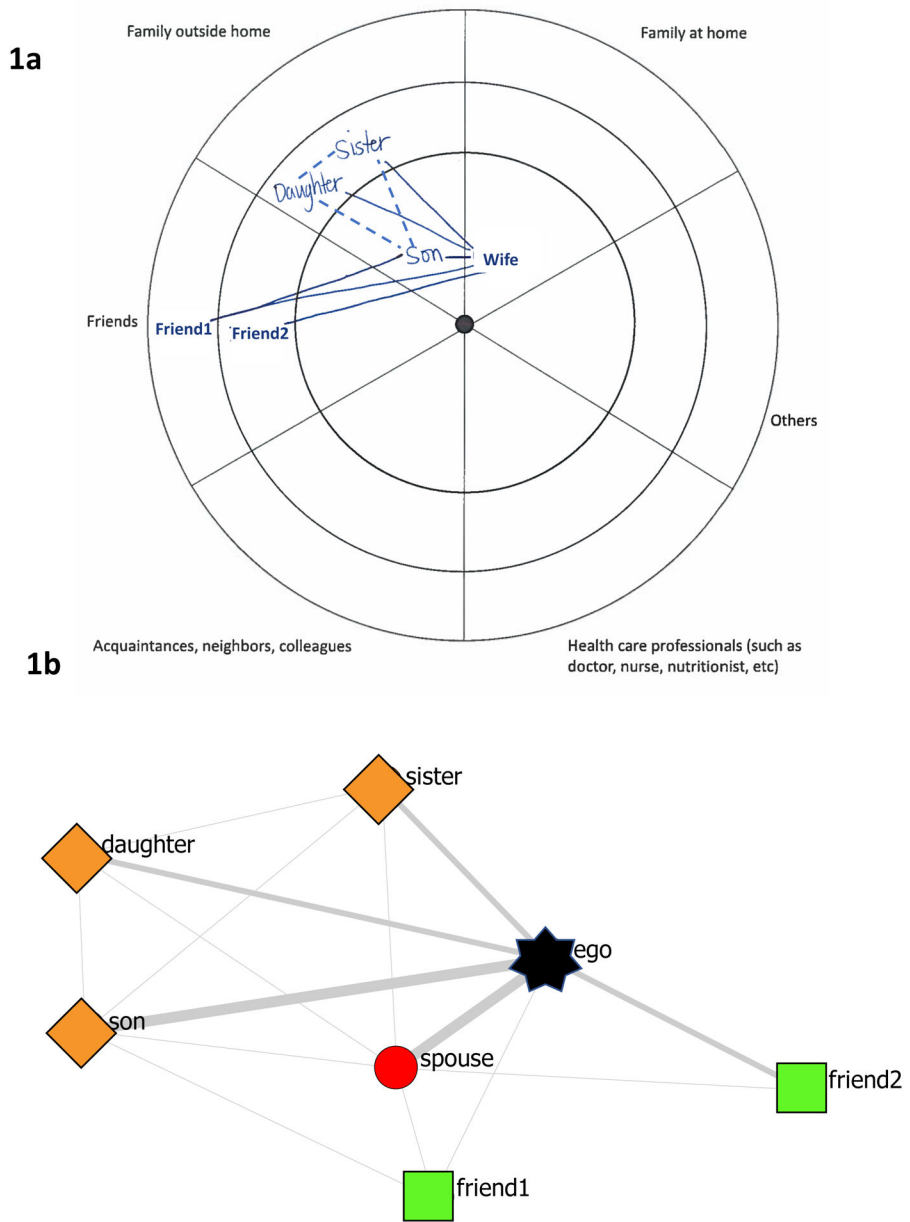 1a
Family outside home
Family at home
Sister
Daughter
Son
Wife
Friends
Friend1
Friend2
Others
Acquaintances, neighbors, colleagues
Health care professionals (such as
doctor, nurse, nutritionist, etc)
1b
sister
daughter
ego
son
spouse
friend2
friend1